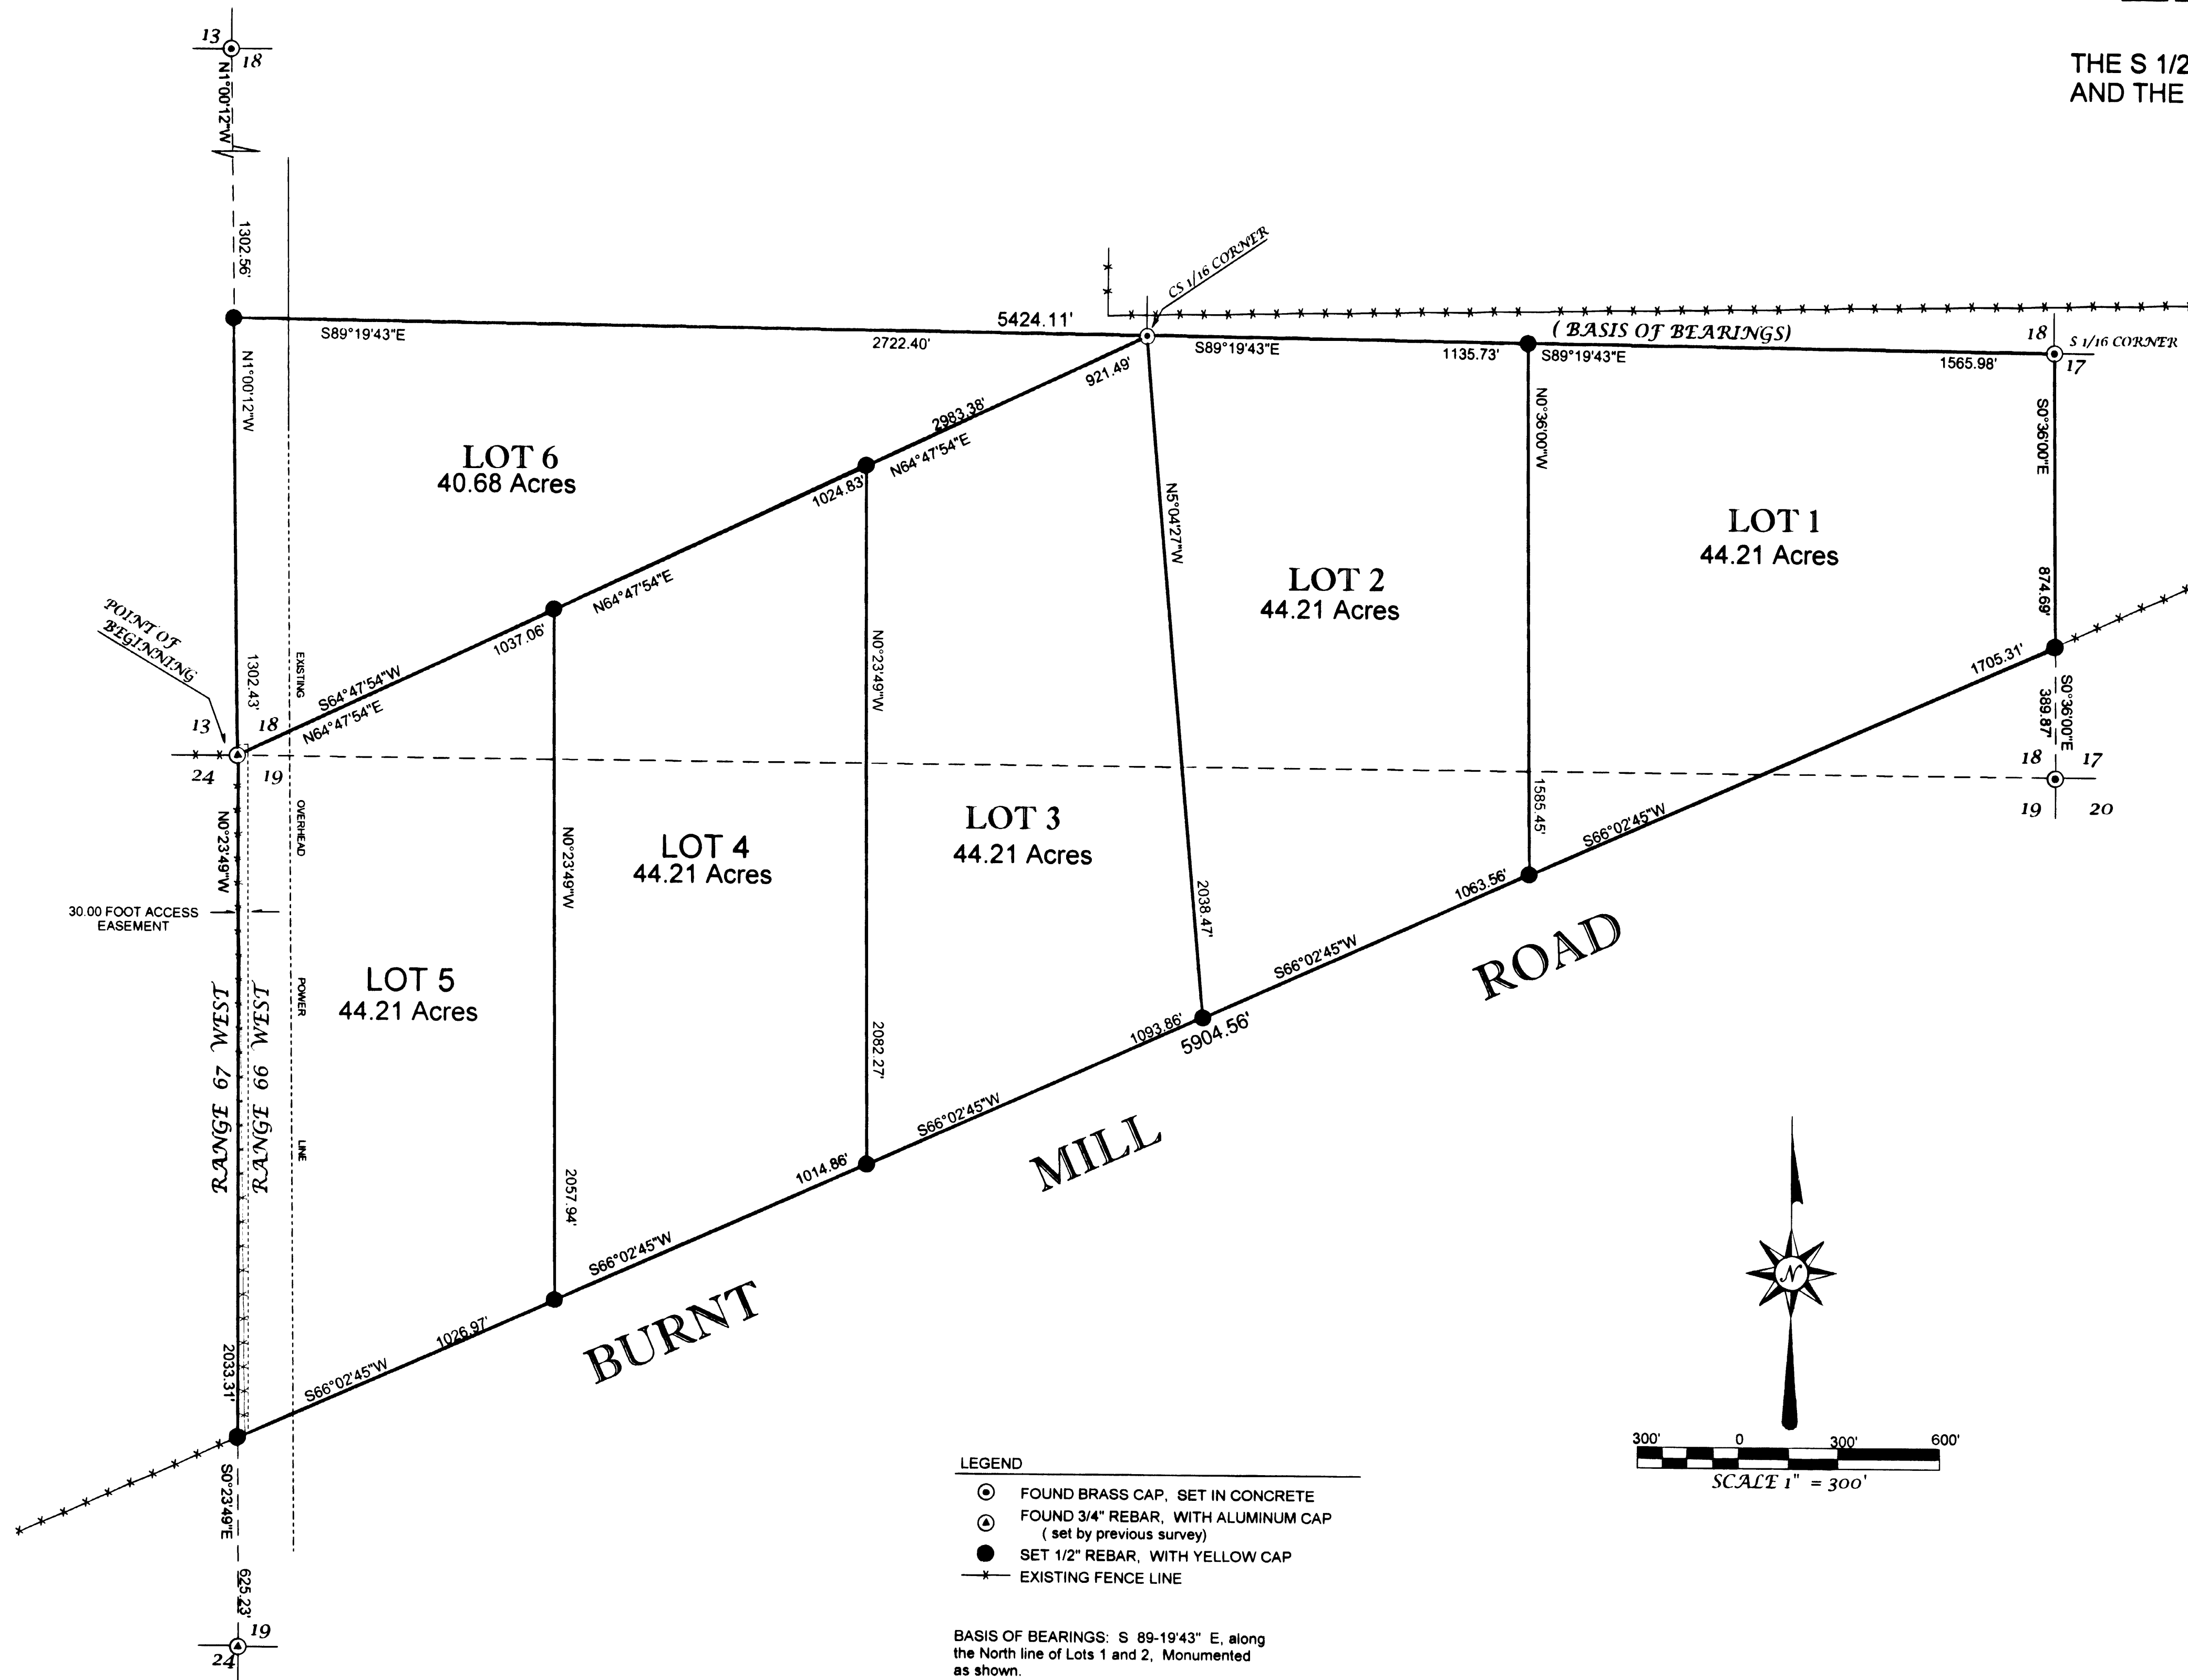 THE S 1/2
AND THE
13
18
N1°00'12"W
1302.56'
CS 1/16 CORNER
S89°19'43"E
5424.11'
2722.40'
S89°19'43"E
1135.73'
( BASIS OF BEARINGS)
S89°19'43"E
1565.98'
18
S 1/16 CORNER
17
N1°00'12"W
921.49'
2983.38'
N64°47'54"E
1024.83'
LOT 6
40.68 Acres
N0°36'00"W
S0°36'00"E
874.69'
LOT 1
44.21 Acres
N5°04'27"W
LOT 2
44.21 Acres
N64°47'54"E
1037.06'
POINT OF
BEGINNING
1302.43'
EXISTING
S64°47'54"W
N64°47'54"E
N0°23'49"W
1705.31'
S0°36'00"E
389.87'
13
18
24
19
18
17
19
20
1585.45'
S66°02'45"W
N0°23'49"W
OVERHEAD
N0°23'49"W
LOT 4
44.21 Acres
LOT 3
44.21 Acres
2038.47'
1063.56'
30.00 FOOT ACCESS
EASEMENT
LOT 5
44.21 Acres
POWER
RANGE 67 WEST
RANGE 66 WEST
LINE
S66°02'45"W
ROAD
2082.27'
1093.86'
5904.56'
S66°02'45"W
MILL
1014.86'
2057.94'
S66°02'45"W
BURNT
1026.97'
2033.31'
S66°02'45"W
S0°23'49"E
625.23'
19
24
N
300'
0
300'
600'
SCALE 1" = 300'
LEGEND
FOUND BRASS CAP, SET IN CONCRETE
FOUND 3/4" REBAR, WITH ALUMINUM CAP
( set by previous survey)
SET 1/2" REBAR, WITH YELLOW CAP
EXISTING FENCE LINE
BASIS OF BEARINGS: S 89-19'43" E, along
the North line of Lots 1 and 2, Monumented
as shown.